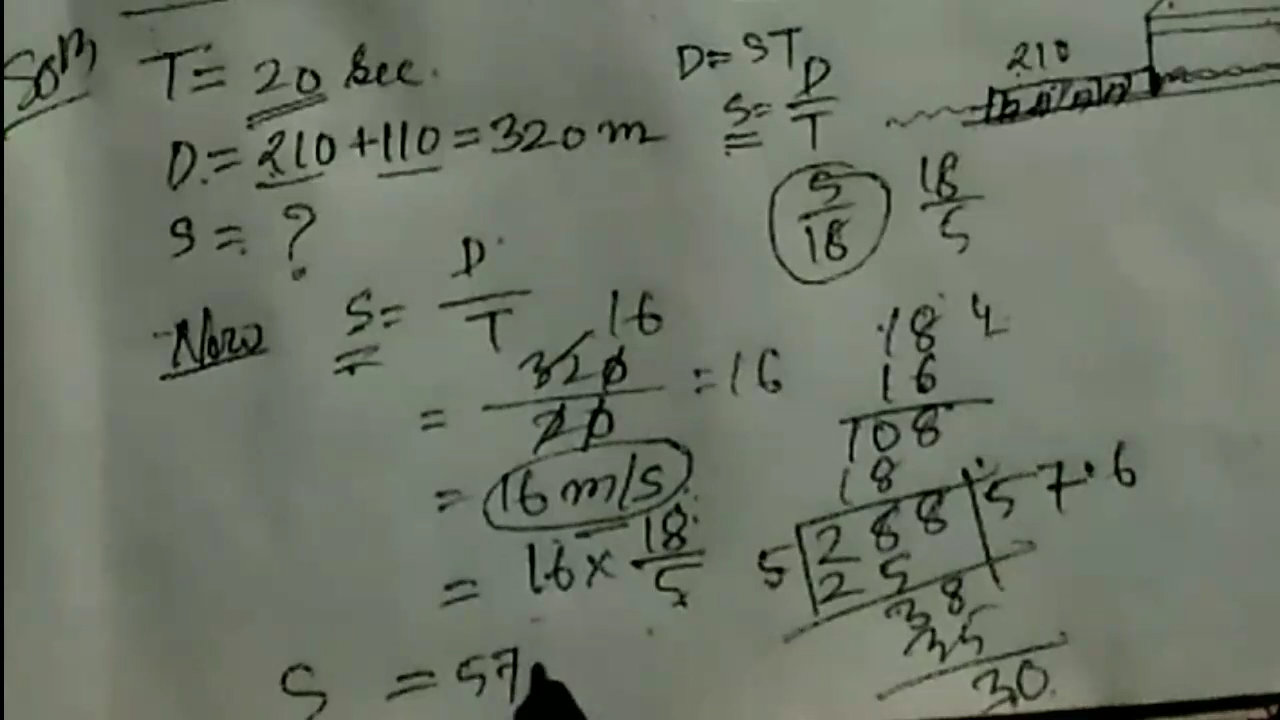 Soln T = 20 sec.
D = 210 + 110 = 320 m
S = ?
Now S = D/T
= 320/20 16 = 16
= 16 m/s
= 16 × 18/5
S = 57
D = ST
S = D/T
5/18 18/5
210
18 4
16
108
18
5 288 57.6
25
38
35
30